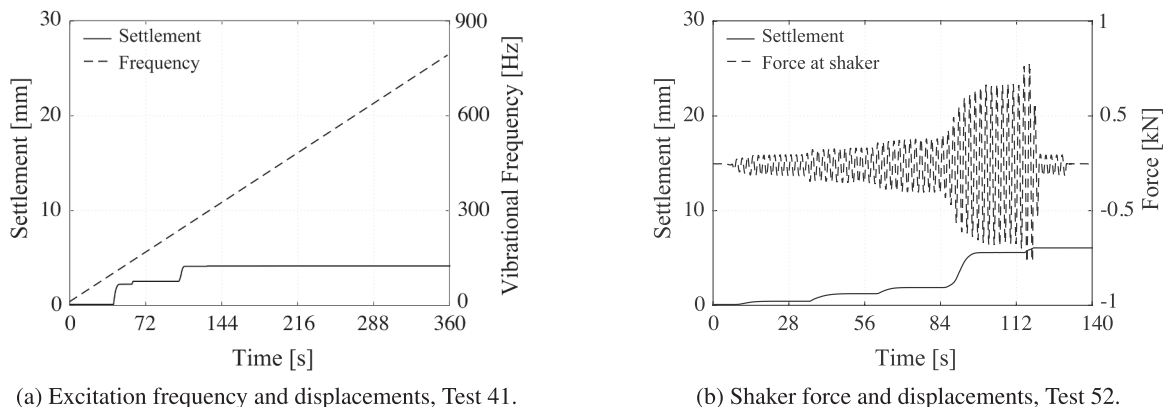 30
20
10
0
Settlement [mm]
Settlement
Frequency
900
600
300
0
Vibrational Frequency [Hz]
0 72 144 216 288 360
Time [s]
(a) Excitation frequency and displacements, Test 41.
30
20
10
0
Settlement [mm]
Settlement
Force at shaker
1
0.5
-0.5
-1
Force [kN]
0 28 56 84 112 140
Time [s]
(b) Shaker force and displacements, Test 52.